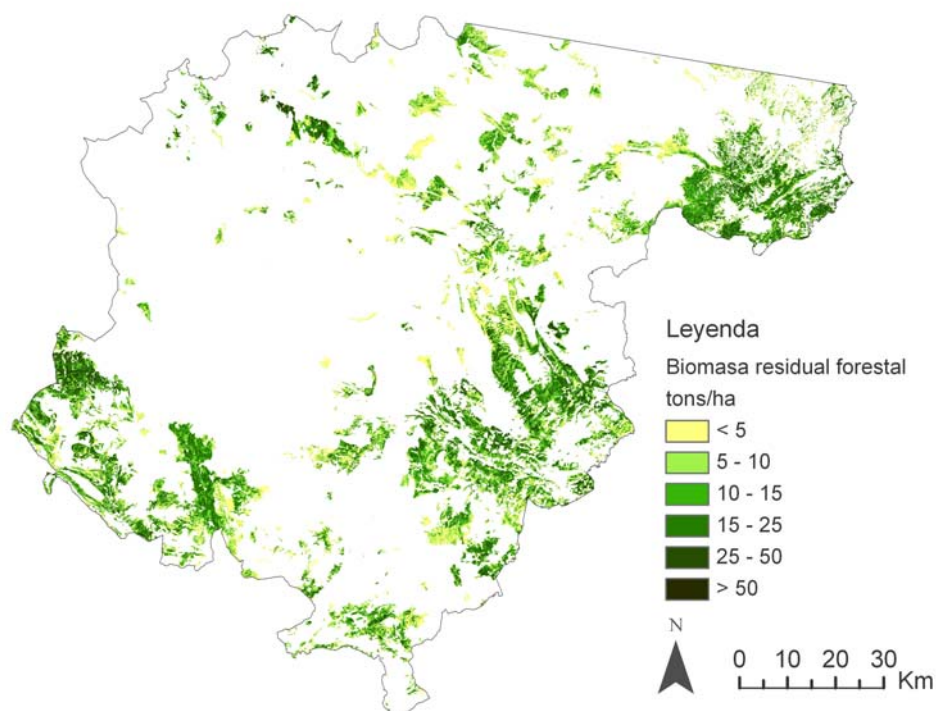 Leyenda
Biomasa residual forestal
tons/ha
< 5
5 - 10
10 - 15
15 - 25
25 - 50
> 50
N
0 10 20 30
Km